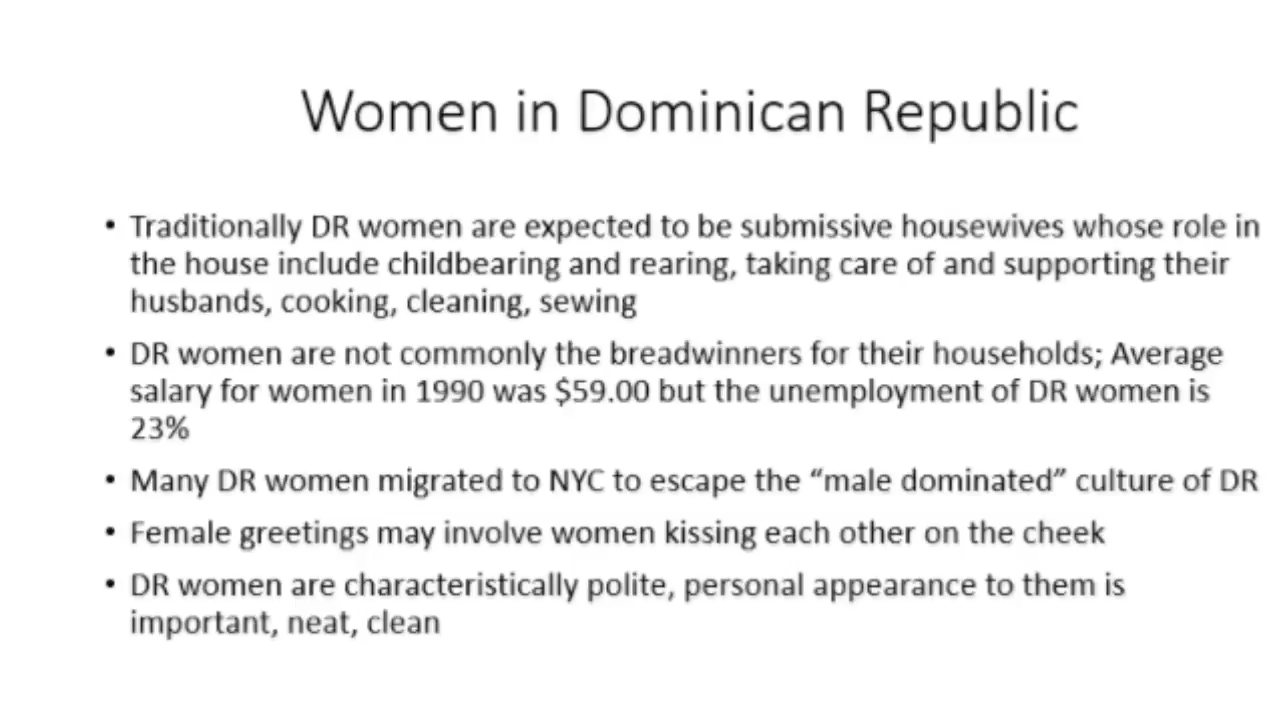 Women in Dominican Republic
• Traditionally DR women are expected to be submissive housewives whose role in
the house include childbearing and rearing, taking care of and supporting their
husbands, cooking, cleaning, sewing
• DR women are not commonly the breadwinners for their households; Average
salary for women in 1990 was $59.00 but the unemployment of DR women is
23%
• Many DR women migrated to NYC to escape the “male dominated” culture of DR
• Female greetings may involve women kissing each other on the cheek
• DR women are characteristically polite, personal appearance to them is
important, neat, clean